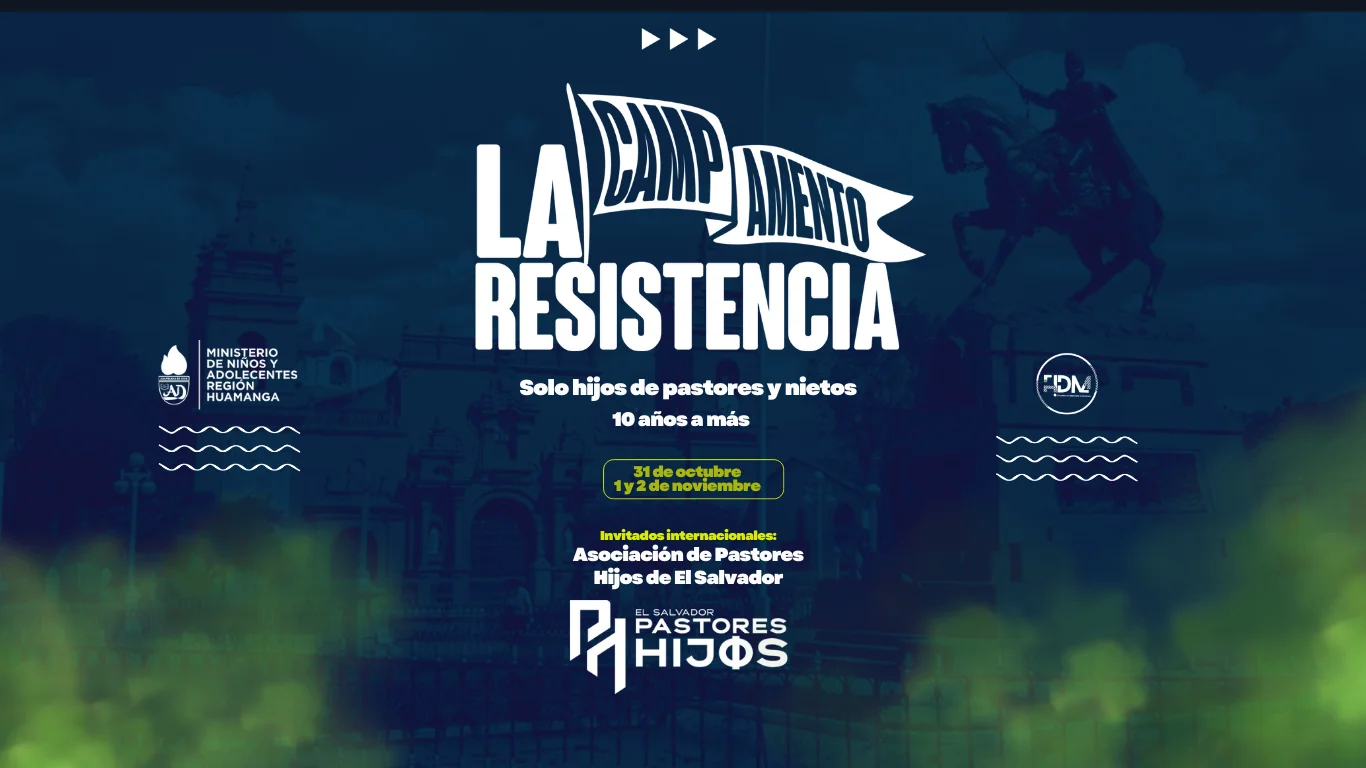 CAMP
AMENTO
LA
RESISTENCIA
MINISTERIO
DE NIÑOS Y
ADOLECENTES
REGIÓN
HUAMANGA
AD
Solo hijos de pastores y nietos
10 años a más
31 de octubre
1 y 2 de noviembre
Invitados internacionales:
Asociación de Pastores
Hijos de El Salvador
PH
EL SALVADOR
PASTORES
HIJOS